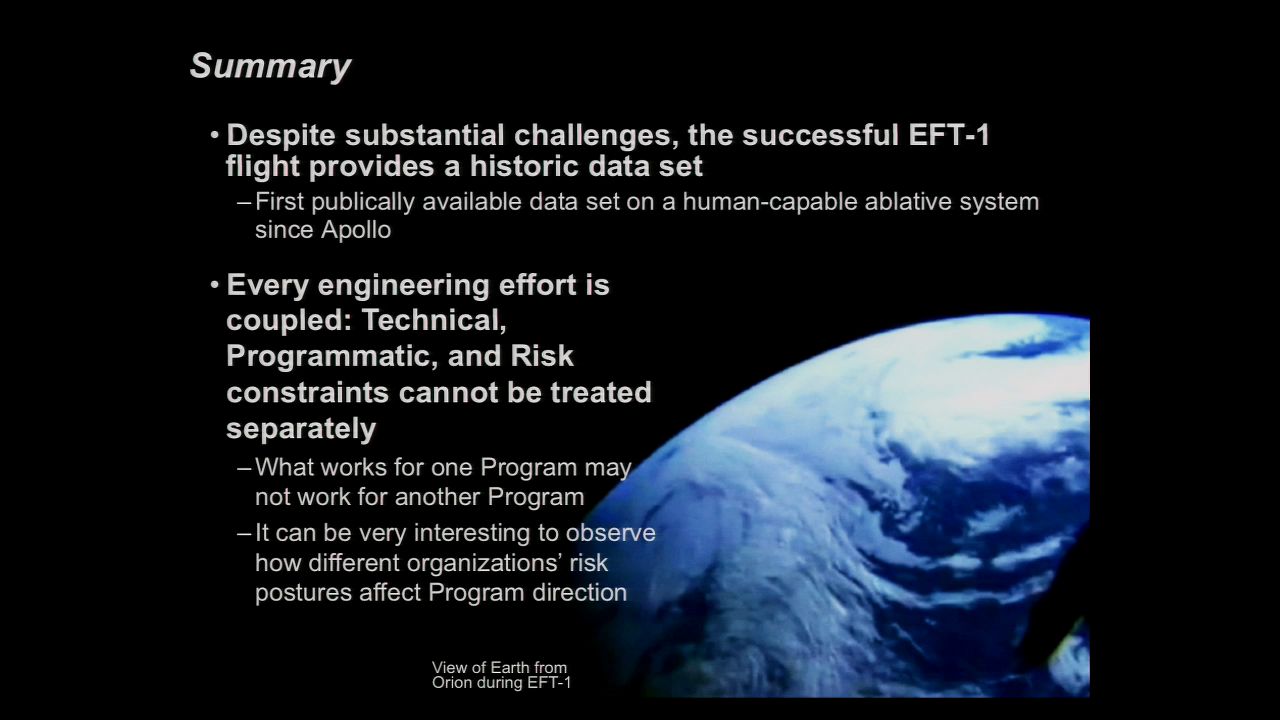 Summary
• Despite substantial challenges, the successful EFT-1
flight provides a historic data set
– First publically available data set on a human-capable ablative system
since Apollo
• Every engineering effort is
coupled: Technical,
Programmatic, and Risk
constraints cannot be treated
separately
– What works for one Program may
not work for another Program
– It can be very interesting to observe
how different organizations’ risk
postures affect Program direction
View of Earth from
Orion during EFT-1